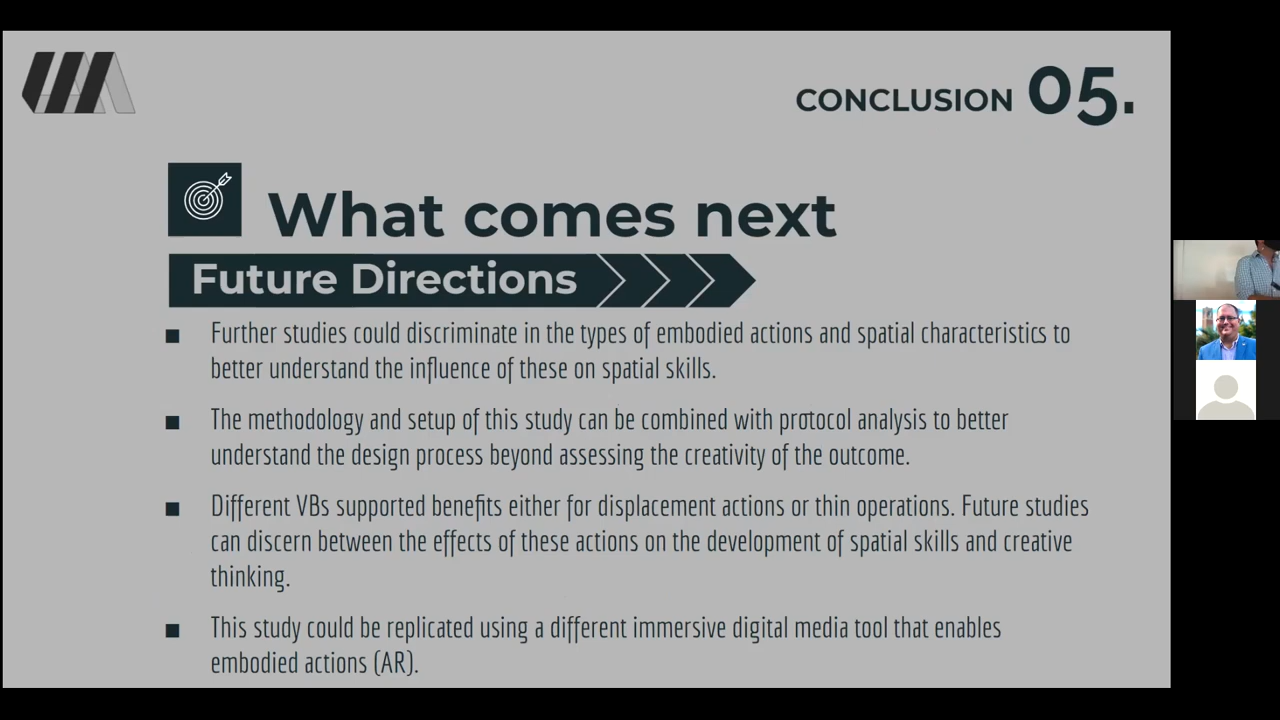 CONCLUSION 05.
What comes next
Future Directions
■ Further studies could discriminate in the types of embodied actions and spatial characteristics to
better understand the influence of these on spatial skills.
■ The methodology and setup of this study can be combined with protocol analysis to better
understand the design process beyond assessing the creativity of the outcome.
■ Different VBs supported benefits either for displacement actions or thin operations. Future studies
can discern between the effects of these actions on the development of spatial skills and creative
thinking.
■ This study could be replicated using a different immersive digital media tool that enables
embodied actions (AR).